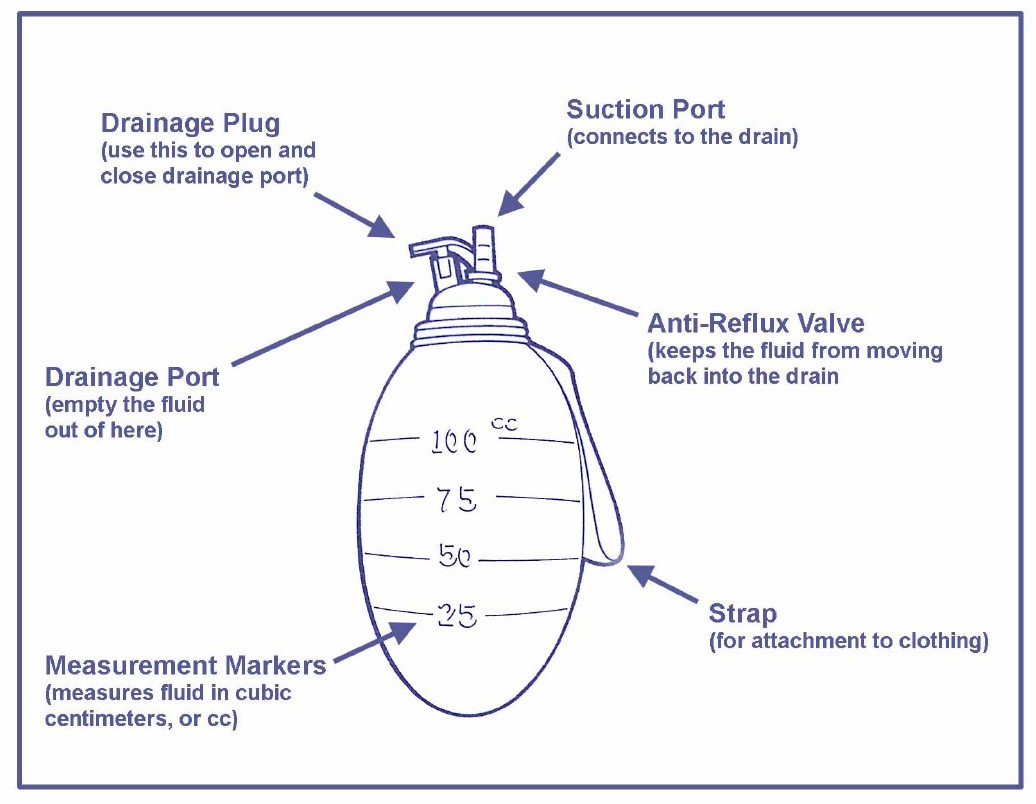 Drainage Plug
(use this to open and
close drainage port)
Suction Port
(connects to the drain)
Anti-Reflux Valve
(keeps the fluid from moving
back into the drain
Drainage Port
(empty the fluid
out of here)
100 cc
75
50
25
Strap
(for attachment to clothing)
Measurement Markers
(measures fluid in cubic
centimeters, or cc)